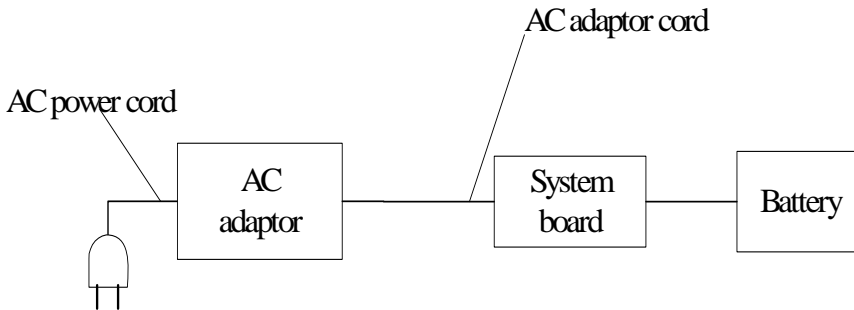 AC adaptor cord
AC power cord
AC
adaptor
System
board
Battery